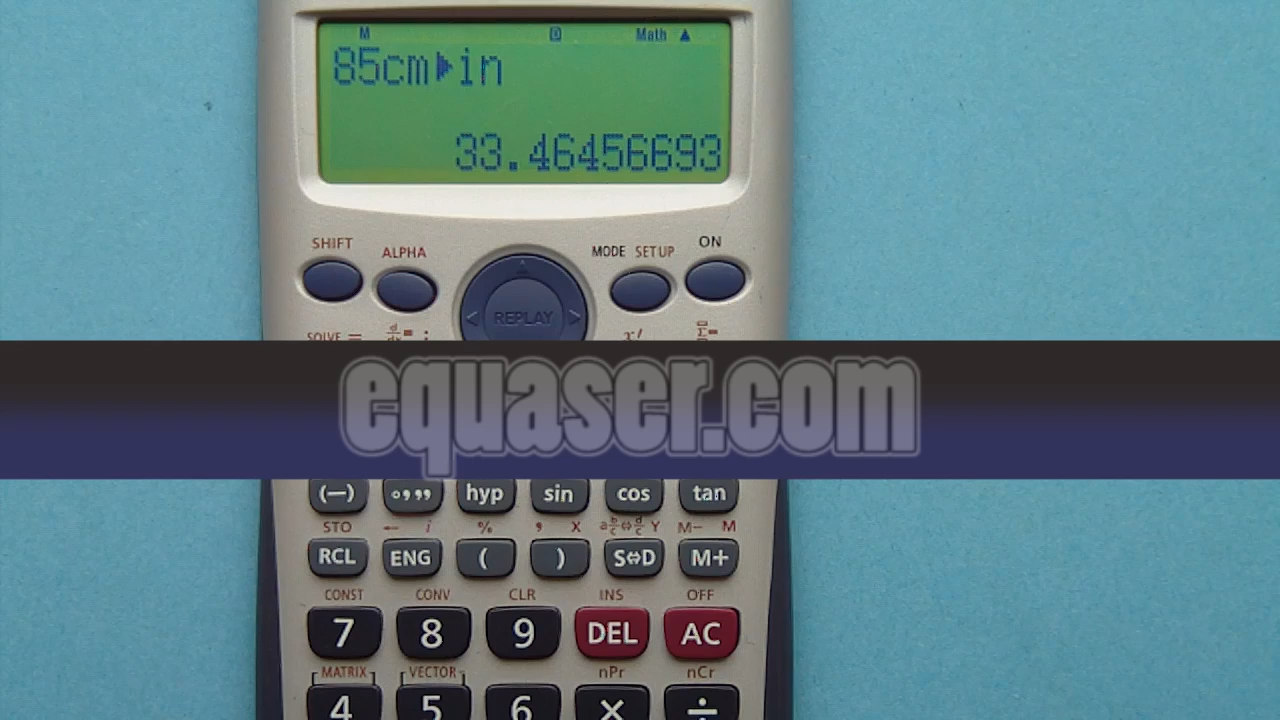 M D Math ▲
85cm▶in
33.46456693
SHIFT ALPHA MODE SETUP ON
REPLAY
SOLVE =
equaser.com
(−) hyp sin cos tan
STO ← i % , X Y M− M
RCL ENG ( ) S⇔D M+
CONST CONV CLR INS OFF
7 8 9 DEL AC
MATRIX VECTOR nPr nCr
4 5 6 × ÷